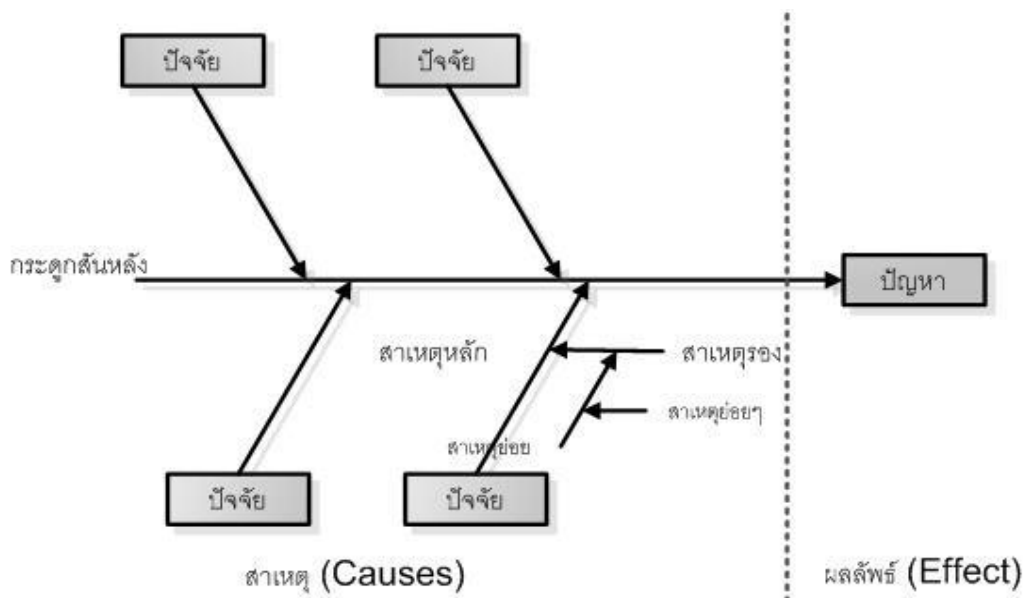 ปัจจัย
ปัจจัย
กระดูกสันหลัง
ปัญหา
สาเหตุหลัก
สาเหตุรอง
สาเหตุย่อยๆ
สาเหตุย่อย
ปัจจัย
ปัจจัย
สาเหตุ (Causes)
ผลลัพธ์ (Effect)